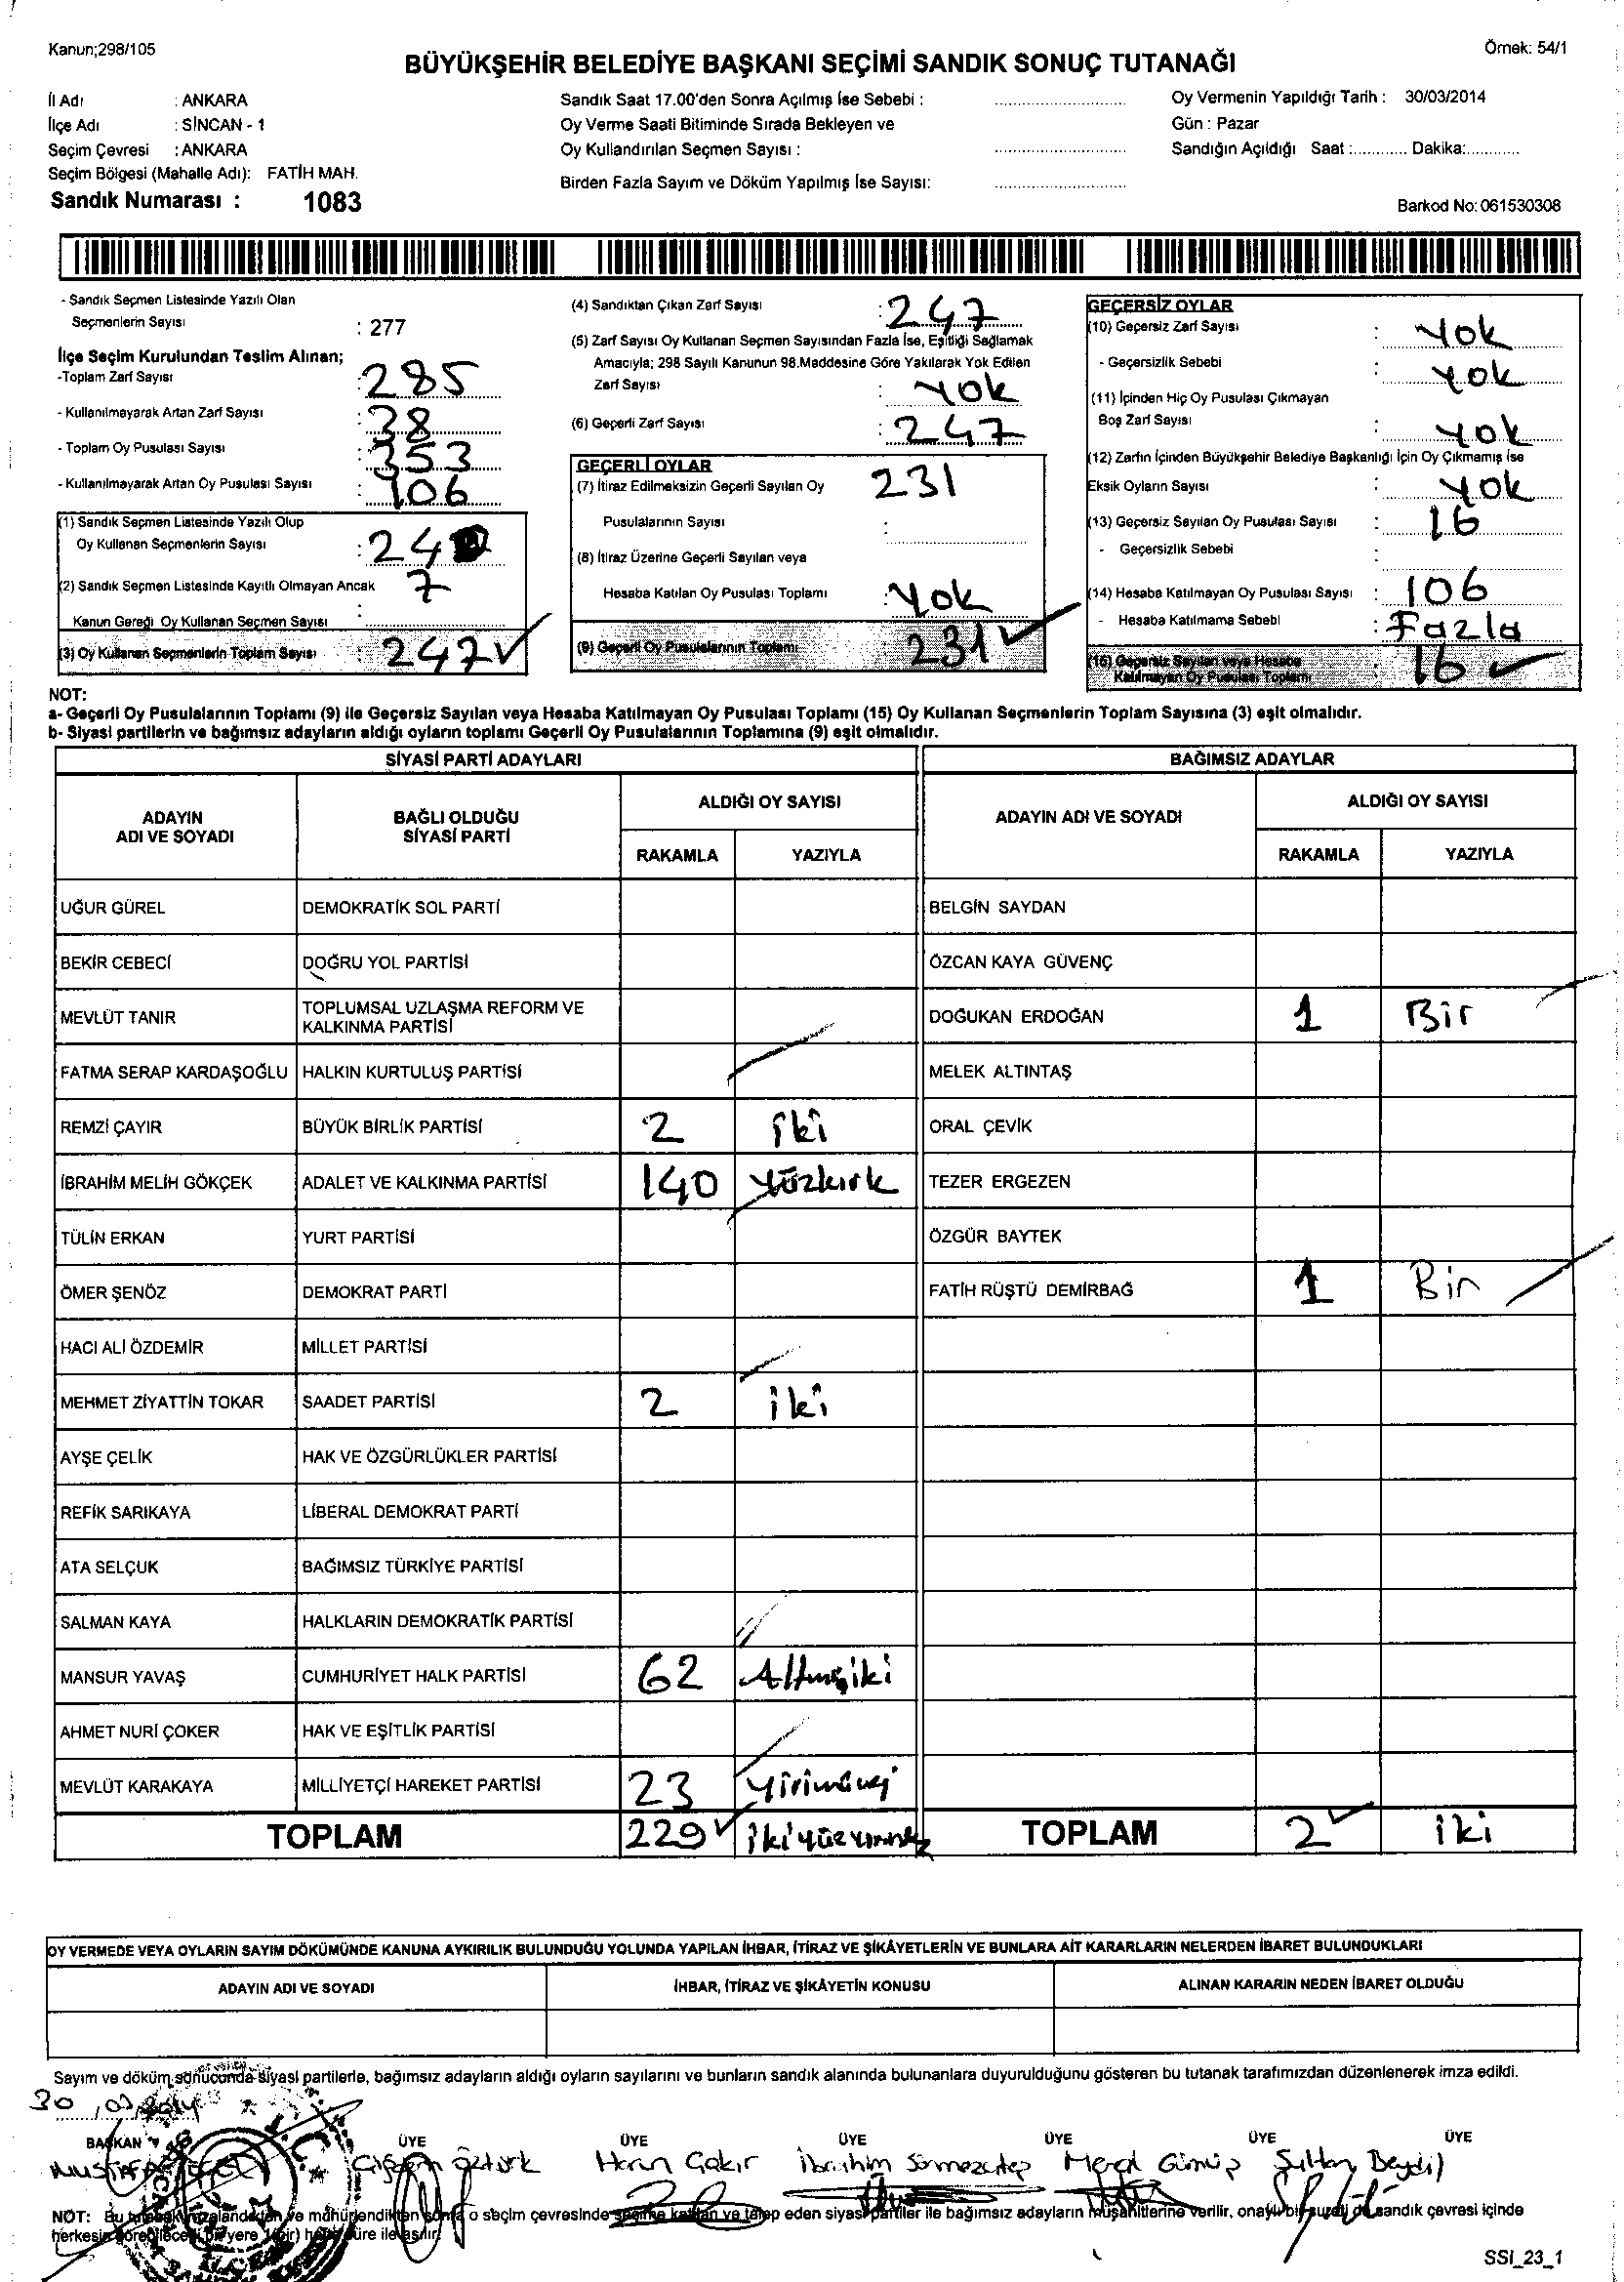 Kanun;298/105
Örnek: 54/1
BÜYÜKŞEHİR BELEDİYE BAŞKANI SEÇİMİ SANDIK SONUÇ TUTANAĞI
İl Adı : ANKARA
İlçe Adı : SİNCAN - 1
Seçim Çevresi : ANKARA
Seçim Bölgesi (Mahalle Adı): FATİH MAH.
Sandık Numarası : 1083
Sandık Saat 17.00'den Sonra Açılmış İse Sebebi :
Oy Verme Saati Bitiminde Sırada Bekleyen ve
Oy Kullandırılan Seçmen Sayısı :
Birden Fazla Sayım ve Döküm Yapılmış İse Sayısı:
Oy Vermenin Yapıldığı Tarih : 30/03/2014
Gün : Pazar
Sandığın Açıldığı Saat :........... Dakika:...........
Barkod No: 061530308
- Sandık Seçmen Listesinde Yazılı Olan
Seçmenlerin Sayısı : 277
İlçe Seçim Kurulundan Teslim Alınan;
-Toplam Zarf Sayısı : 285
- Kullanılmayarak Artan Zarf Sayısı : 38
- Toplam Oy Pusulası Sayısı : 353
- Kullanılmayarak Artan Oy Pusulası Sayısı : 106
(1) Sandık Seçmen Listesinde Yazılı Olup
Oy Kullanan Seçmenlerin Sayısı : 240
(2) Sandık Seçmen Listesinde Kayıtlı Olmayan Ancak 7
Kanun Gereği Oy Kullanan Seçmen Sayısı :
(3) Oy Kullanan Seçmenlerin Toplam Sayısı : 247
(4) Sandıktan Çıkan Zarf Sayısı : 247
(5) Zarf Sayısı Oy Kullanan Seçmen Sayısından Fazla İse, Eşitliği Sağlamak
Amacıyla; 298 Sayılı Kanunun 98.Maddesine Göre Yakılarak Yok Edilen
Zarf Sayısı : Yok
(6) Geçerli Zarf Sayısı : 247
GEÇERLİ OYLAR
(7) İtiraz Edilmeksizin Geçerli Sayılan Oy 231
Pusulalarının Sayısı :
(8) İtiraz Üzerine Geçerli Sayılan veya
Hesaba Katılan Oy Pusulası Toplamı : Yok
(9) Geçerli Oy Pusulalarının Toplamı : 231
GEÇERSİZ OYLAR
(10) Geçersiz Zarf Sayısı : Yok
- Geçersizlik Sebebi : Yok
(11) İçinden Hiç Oy Pusulası Çıkmayan
Boş Zarf Sayısı : Yok
(12) Zarfın İçinden Büyükşehir Belediye Başkanlığı İçin Oy Çıkmamış İse
Eksik Oyların Sayısı : Yok
(13) Geçersiz Sayılan Oy Pusulası Sayısı : 16
- Geçersizlik Sebebi :
(14) Hesaba Katılmayan Oy Pusulası Sayısı : 106
- Hesaba Katılmama Sebebi : Fazla
(15) Geçersiz Sayılan veya Hesaba
Katılmayan Oy Pusulası Toplamı : 16
NOT:
a- Geçerli Oy Pusulalarının Toplamı (9) ile Geçersiz Sayılan veya Hesaba Katılmayan Oy Pusulası Toplamı (15) Oy Kullanan Seçmenlerin Toplam Sayısına (3) eşit olmalıdır.
b- Siyasi partilerin ve bağımsız adayların aldığı oyların toplamı Geçerli Oy Pusulalarının Toplamına (9) eşit olmalıdır.
SİYASİ PARTİ ADAYLARI
ADAYIN ADI VE SOYADI
BAĞLI OLDUĞU SİYASİ PARTİ
ALDIĞI OY SAYISI
RAKAMLA YAZIYLA
UĞUR GÜREL DEMOKRATİK SOL PARTİ
BEKİR CEBECİ DOĞRU YOL PARTİSİ
MEVLÜT TANIR TOPLUMSAL UZLAŞMA REFORM VE KALKINMA PARTİSİ
FATMA SERAP KARDAŞOĞLU HALKIN KURTULUŞ PARTİSİ
REMZİ ÇAYIR BÜYÜK BİRLİK PARTİSİ 2 iki
İBRAHİM MELİH GÖKÇEK ADALET VE KALKINMA PARTİSİ 140 Yüzkırk
TÜLİN ERKAN YURT PARTİSİ
ÖMER ŞENÖZ DEMOKRAT PARTİ
HACI ALİ ÖZDEMİR MİLLET PARTİSİ
MEHMET ZİYATTİN TOKAR SAADET PARTİSİ 2 iki
AYŞE ÇELİK HAK VE ÖZGÜRLÜKLER PARTİSİ
REFİK SARIKAYA LİBERAL DEMOKRAT PARTİ
ATA SELÇUK BAĞIMSIZ TÜRKİYE PARTİSİ
SALMAN KAYA HALKLARIN DEMOKRATİK PARTİSİ
MANSUR YAVAŞ CUMHURİYET HALK PARTİSİ 62 Altmışiki
AHMET NURİ ÇOKER HAK VE EŞİTLİK PARTİSİ
MEVLÜT KARAKAYA MİLLİYETÇİ HAREKET PARTİSİ 23
TOPLAM 229
BAĞIMSIZ ADAYLAR
ADAYIN ADI VE SOYADI
ALDIĞI OY SAYISI
RAKAMLA YAZIYLA
BELGİN SAYDAN
ÖZCAN KAYA GÜVENÇ
DOĞUKAN ERDOĞAN 1 Bir
MELEK ALTINTAŞ
ORAL ÇEVİK
TEZER ERGEZEN
ÖZGÜR BAYTEK
FATİH RÜŞTÜ DEMİRBAĞ 1 Bir
TOPLAM 2 iki
OY VERMEDE VEYA OYLARIN SAYIM DÖKÜMÜNDE KANUNA AYKIRILIK BULUNDUĞU YOLUNDA YAPILAN İHBAR, İTİRAZ VE ŞİKÂYETLERİN VE BUNLARA AİT KARARLARIN NELERDEN İBARET BULUNDUKLARI
ADAYIN ADI VE SOYADI İHBAR, İTİRAZ VE ŞİKÂYETİN KONUSU ALINAN KARARIN NEDEN İBARET OLDUĞU
Sayım ve döküm sonucunda siyasi partilerle, bağımsız adayların aldığı oyların sayılarını ve bunların sandık alanında bulunanlara duyurulduğunu gösteren bu tutanak tarafımızdan düzenlenerek imza edildi.
30
BAŞKAN ÜYE ÜYE ÜYE ÜYE ÜYE ÜYE
Öztürk Harun Çakır İbrahim Meral Gümüş Sultan
NOT: Bu tutanak ve mühürlendikten sonra o seçim çevresinde seçime katılan ve talep eden siyasi partiler ile bağımsız adayların müşahitlerine verilir, onaylı bir sureti de sandık çevresi içinde
herkesin görebileceği bir yere süre ile asılır.
SSI_23_1